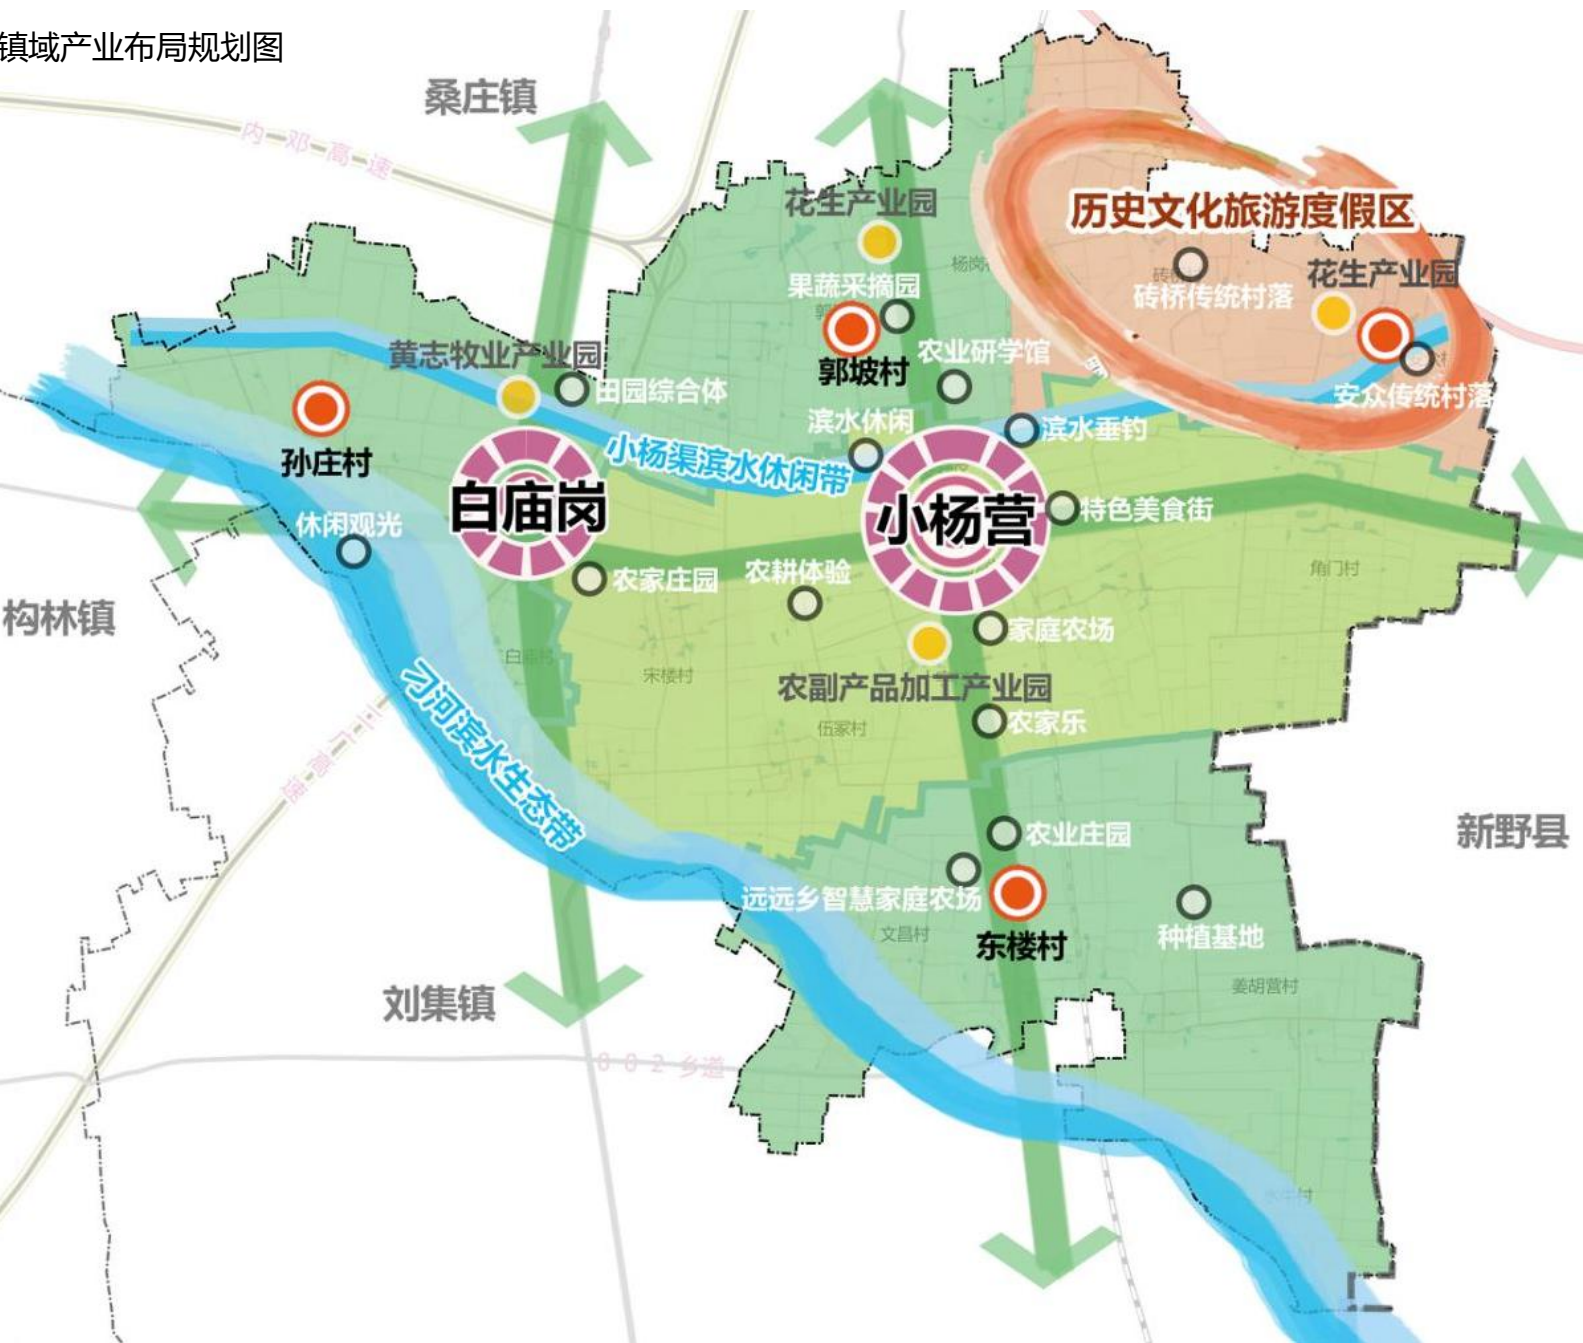 镇域产业布局规划图
桑庄镇
内邓高速
花生产业园
历史文化旅游度假区
花生产业园
砖桥传统村落
果蔬采摘园
郭坡村
农业研学馆
安众传统村落
黄志牧业产业园
田园综合体
滨水休闲
滨水垂钓
小杨渠滨水休闲带
孙庄村
白庙岗
小杨营
特色美食街
休闲观光
农家庄园
农耕体验
角门村
构林镇
家庭农场
宋楼村
农副产品加工产业园
伍冢村
农家乐
刁河滨水生态带
高速
农业庄园
新野县
远远乡智慧家庭农场
文昌村
东楼村
种植基地
姜胡营村
刘集镇
802乡道